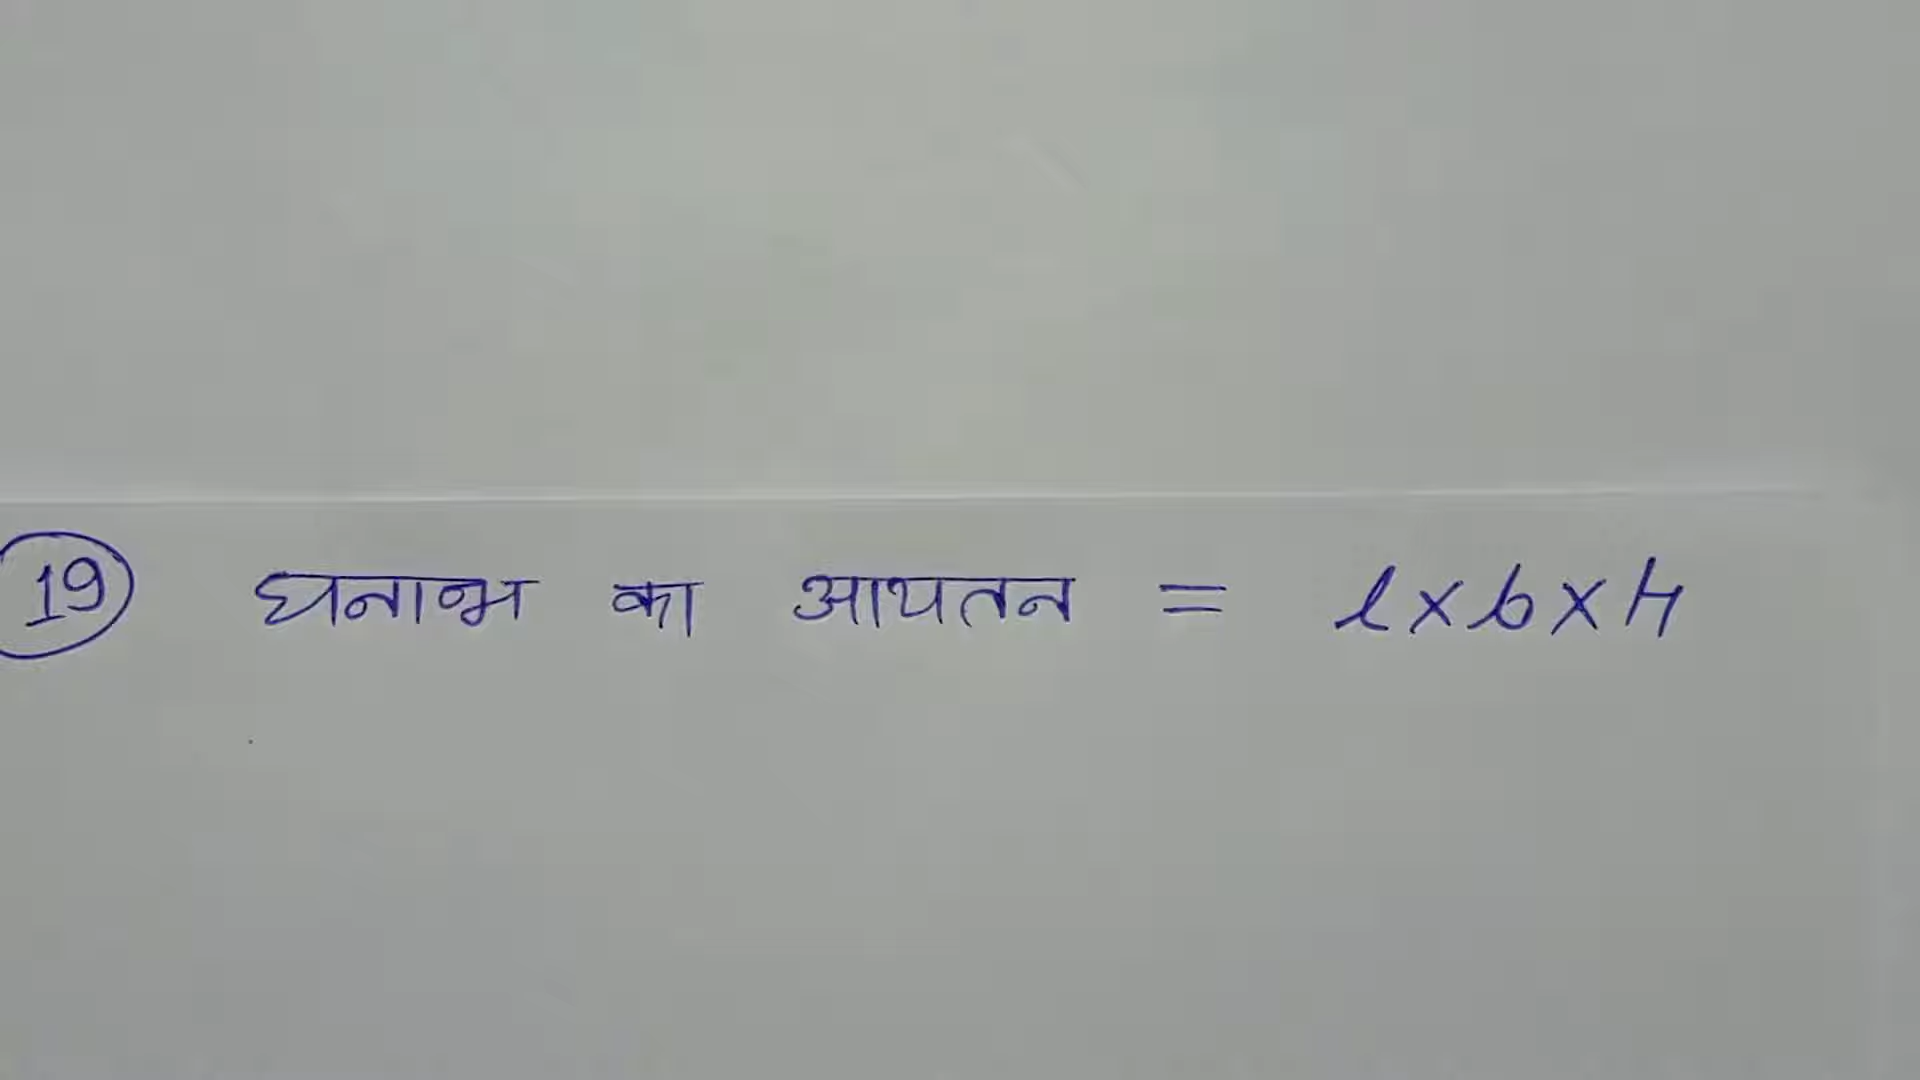 19 घनाभ का आयतन = l×b×h